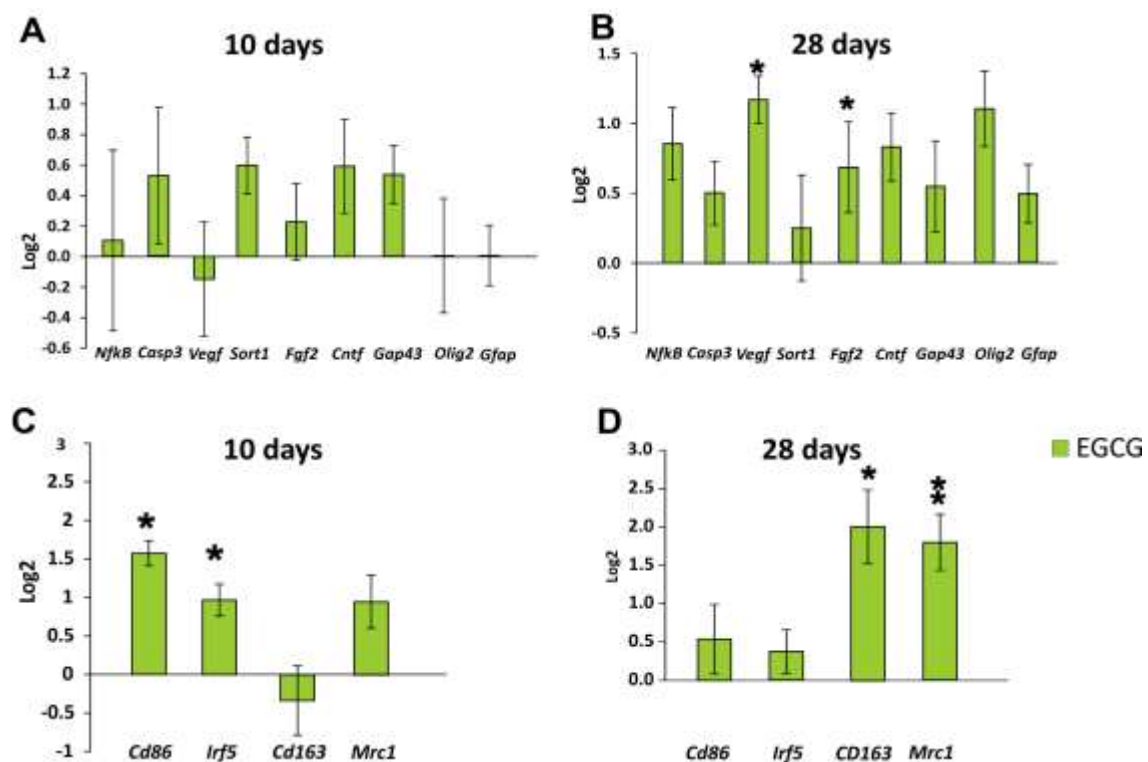 A
10 days
1.2
1.0
0.8
0.6
0.4
0.2
0.0
-0.2
-0.4
-0.6
Log2
NfkB Casp3 Vegf Sort1 Fgf2 Cntf Gap43 Olig2 Gfap
B
28 days
1.5
1.0
0.5
0.0
-0.5
Log2
* *
NfkB Casp3 Vegf Sort1 Fgf2 Cntf Gap43 Olig2 Gfap
C
10 days
3
2.5
2
1.5
1
0.5
0
-0.5
-1
Log2
* *
Cd86 Irf5 Cd163 Mrc1
D
28 days
3.0
2.5
2.0
1.5
1.0
0.5
0.0
Log2
* **
Cd86 Irf5 CD163 Mrc1
EGCG